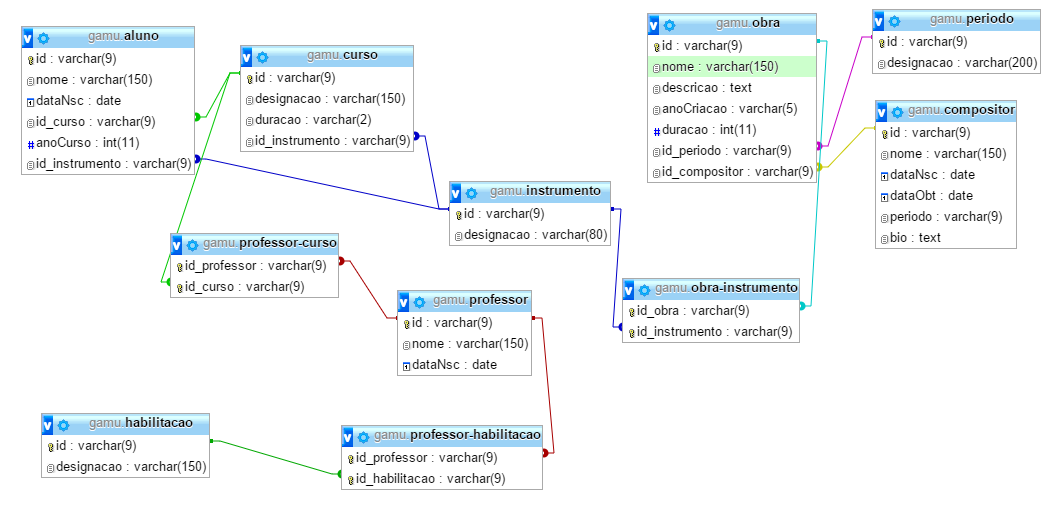 gamu.aluno
id : varchar(9)
nome : varchar(150)
dataNsc : date
id_curso : varchar(9)
anoCurso : int(11)
id_instrumento : varchar(9)
gamu.curso
id : varchar(9)
designacao : varchar(150)
duracao : varchar(2)
id_instrumento : varchar(9)
gamu.obra
id : varchar(9)
nome : varchar(150)
descricao : text
anoCriacao : varchar(5)
duracao : int(11)
id_periodo : varchar(9)
id_compositor : varchar(9)
gamu.periodo
id : varchar(9)
designacao : varchar(200)
gamu.compositor
id : varchar(9)
nome : varchar(150)
dataNsc : date
dataObt : date
periodo : varchar(9)
bio : text
gamu.instrumento
id : varchar(9)
designacao : varchar(80)
gamu.professor-curso
id_professor : varchar(9)
id_curso : varchar(9)
gamu.obra-instrumento
id_obra : varchar(9)
id_instrumento : varchar(9)
gamu.professor
id : varchar(9)
nome : varchar(150)
dataNsc : date
gamu.habilitacao
id : varchar(9)
designacao : varchar(150)
gamu.professor-habilitacao
id_professor : varchar(9)
id_habilitacao : varchar(9)